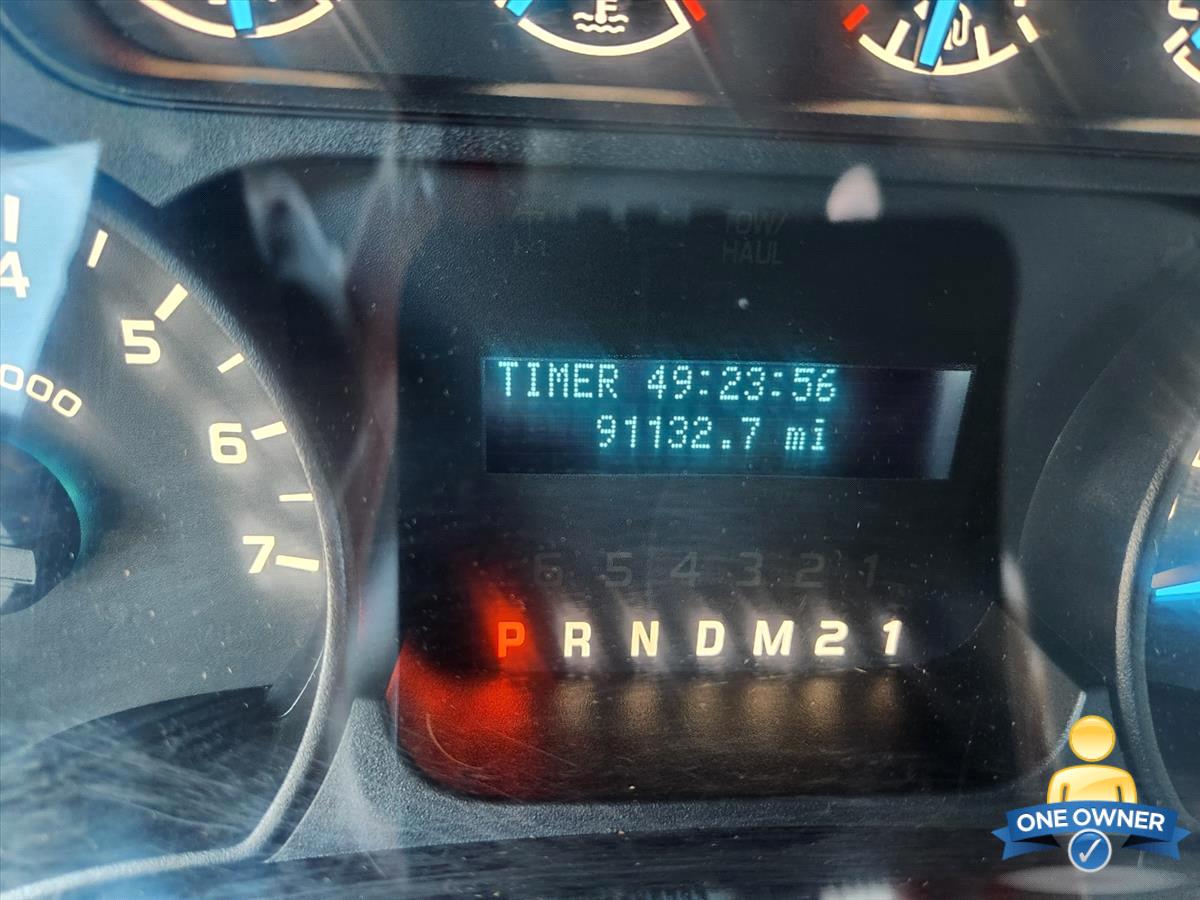 F
TOW/
HAUL
4
5
000
6
7
TIMER 49:23:56
91132.7 mi
6 5 4 3 2 1
P R N D M 2 1
ONE OWNER